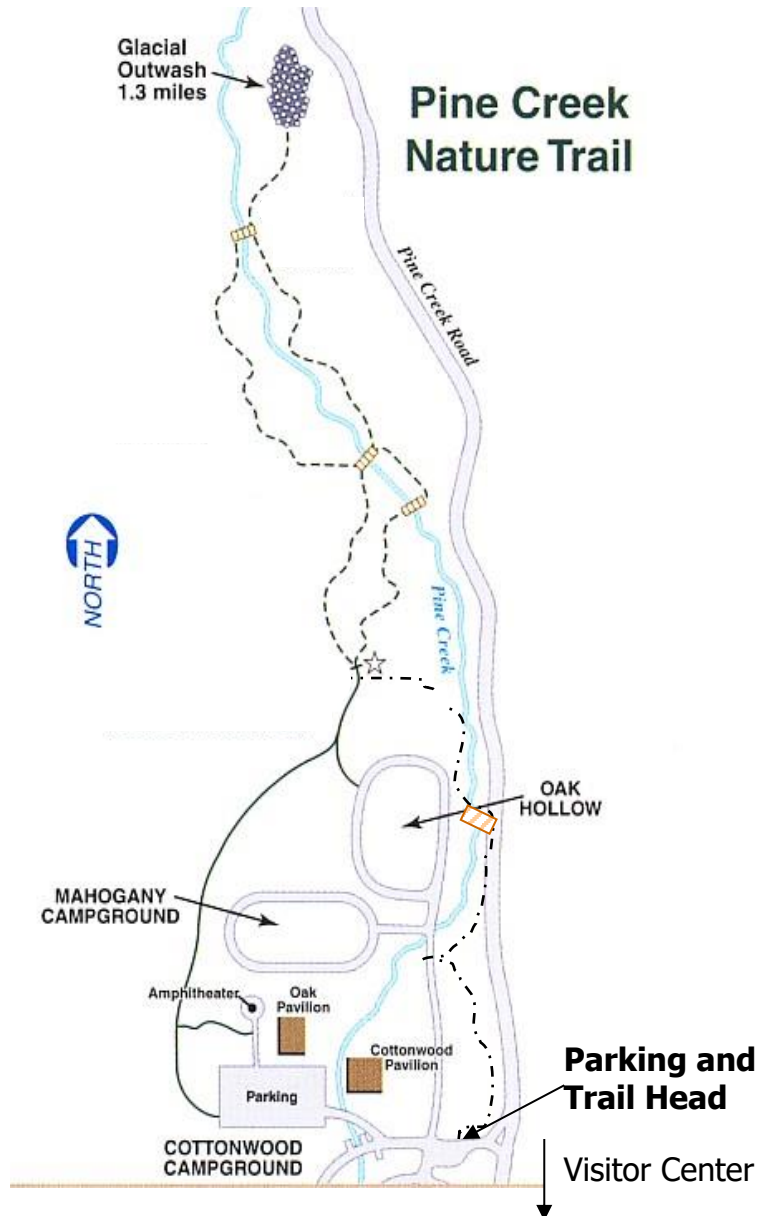 Glacial
Outwash
1.3 miles
Pine Creek
Nature Trail
Pine Creek Road
NORTH
Pine Creek
OAK
HOLLOW
MAHOGANY
CAMPGROUND
Amphitheater
Oak
Pavilion
Cottonwood
Pavilion
Parking
Parking and
Trail Head
COTTONWOOD
CAMPGROUND
Visitor Center